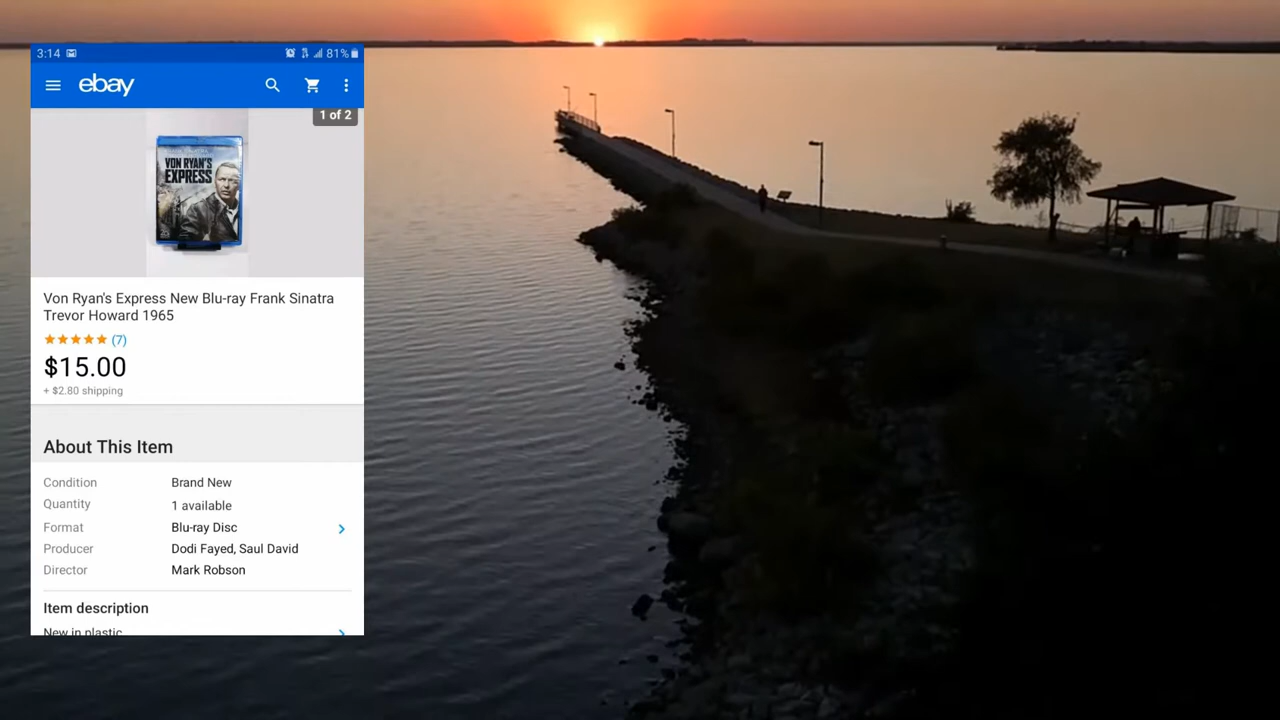 3:14
81%
ebay
1 of 2
VON RYAN'S
EXPRESS
Von Ryan's Express New Blu-ray Frank Sinatra
Trevor Howard 1965
(7)
$15.00
+ $2.80 shipping
About This Item
Condition Brand New
Quantity 1 available
Format Blu-ray Disc
Producer Dodi Fayed, Saul David
Director Mark Robson
Item description
New in plastic